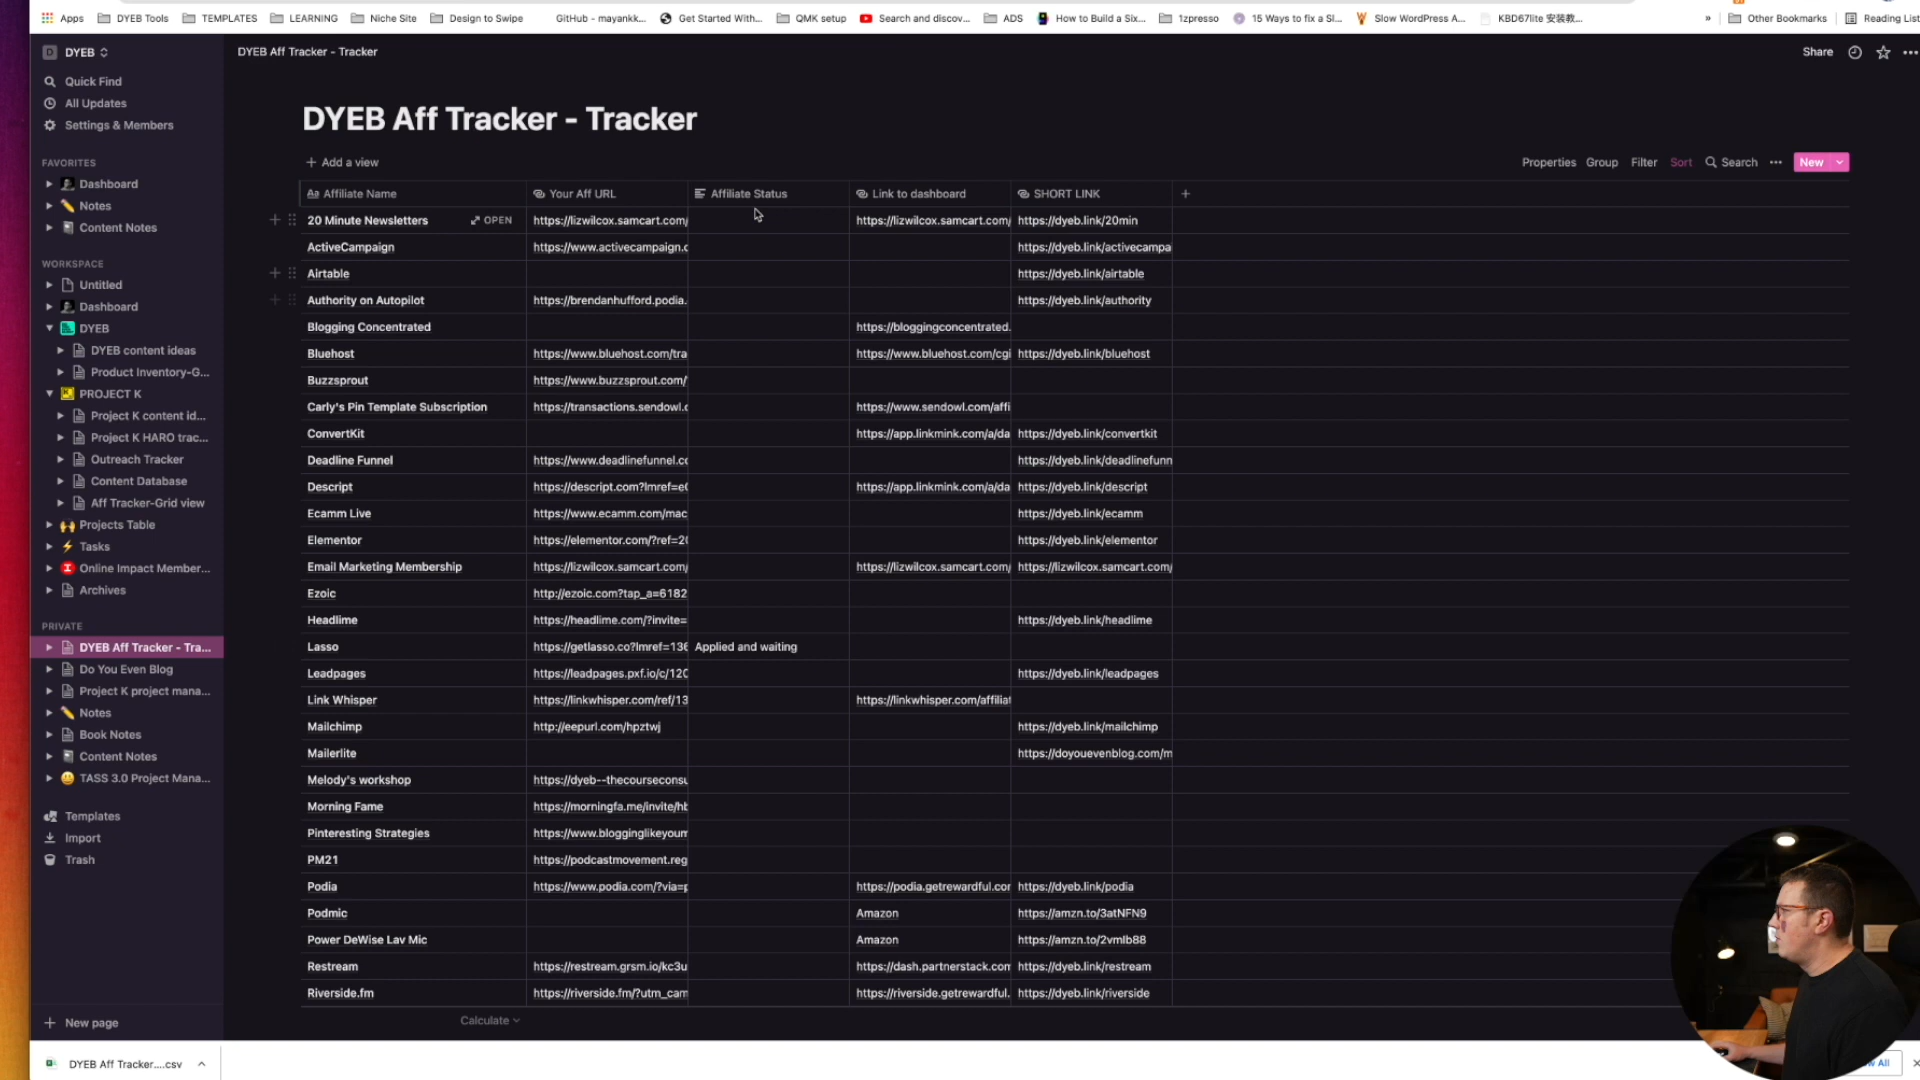 Apps DYEB Tools TEMPLATES LEARNING Niche Site Design to Swipe GitHub - mayankk... Get Started With... QMK setup Search and discov... ADS How to Build a Six... 1zpresso 15 Ways to fix a Sl... Slow WordPress A... KBD67lite 安装教... » Other Bookmarks Reading List
D DYEB
DYEB Aff Tracker - Tracker
Share
Quick Find
All Updates
Settings & Members
FAVORITES
Dashboard
Notes
Content Notes
WORKSPACE
Untitled
Dashboard
DYEB
DYEB content ideas
Product Inventory-G...
PROJECT K
Project K content id...
Project K HARO trac...
Outreach Tracker
Content Database
Aff Tracker-Grid view
Projects Table
Tasks
Online Impact Member...
Archives
PRIVATE
DYEB Aff Tracker - Tra...
Do You Even Blog
Project K project mana...
Notes
Book Notes
Content Notes
TASS 3.0 Project Mana...
Templates
Import
Trash
New page
DYEB Aff Tracker - Tracker
Add a view
Properties Group Filter Sort Search New
Aa Affiliate Name Your Aff URL Affiliate Status Link to dashboard SHORT LINK
20 Minute Newsletters OPEN https://lizwilcox.samcart.com/ https://lizwilcox.samcart.com/ https://dyeb.link/20min
ActiveCampaign https://www.activecampaign.c https://dyeb.link/activecampa
Airtable https://dyeb.link/airtable
Authority on Autopilot https://brendanhufford.podia. https://dyeb.link/authority
Blogging Concentrated https://bloggingconcentrated.
Bluehost https://www.bluehost.com/tra https://www.bluehost.com/cgi https://dyeb.link/bluehost
Buzzsprout https://www.buzzsprout.com/
Carly's Pin Template Subscription https://transactions.sendowl.c https://www.sendowl.com/affi
ConvertKit https://app.linkmink.com/a/da https://dyeb.link/convertkit
Deadline Funnel https://www.deadlinefunnel.cc https://dyeb.link/deadlinefunn
Descript https://descript.com?lmref=e0 https://app.linkmink.com/a/da https://dyeb.link/descript
Ecamm Live https://www.ecamm.com/mac https://dyeb.link/ecamm
Elementor https://elementor.com/?ref=20 https://dyeb.link/elementor
Email Marketing Membership https://lizwilcox.samcart.com/ https://lizwilcox.samcart.com/ https://lizwilcox.samcart.com/
Ezoic http://ezoic.com?tap_a=6182
Headlime https://headlime.com/?invite= https://dyeb.link/headlime
Lasso https://getlasso.co?lmref=136 Applied and waiting
Leadpages https://leadpages.pxf.io/c/120 https://dyeb.link/leadpages
Link Whisper https://linkwhisper.com/ref/13 https://linkwhisper.com/affiliat
Mailchimp http://eepurl.com/hpztwj https://dyeb.link/mailchimp
Mailerlite https://doyouevenblog.com/m
Melody's workshop https://dyeb--thecourseconsu
Morning Fame https://morningfa.me/invite/hb
Pinteresting Strategies https://www.blogginglikeyoum
PM21 https://podcastmovement.reg
Podia https://www.podia.com/?via=p https://podia.getrewardful.cor https://dyeb.link/podia
Podmic Amazon https://amzn.to/3atNFN9
Power DeWise Lav Mic Amazon https://amzn.to/2vmIb88
Restream https://restream.grsm.io/kc3u https://dash.partnerstack.com https://dyeb.link/restream
Riverside.fm https://riverside.fm/?utm_cam https://riverside.getrewardful. https://dyeb.link/riverside
Calculate
DYEB Aff Tracker....csv
All